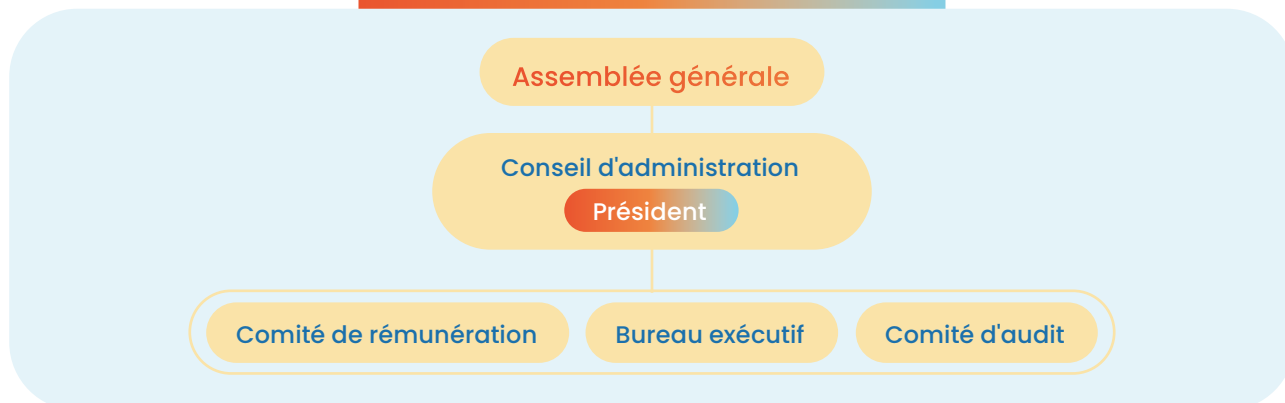 Assemblée générale
Conseil d'administration
Président
Comité de rémunération
Bureau exécutif
Comité d'audit